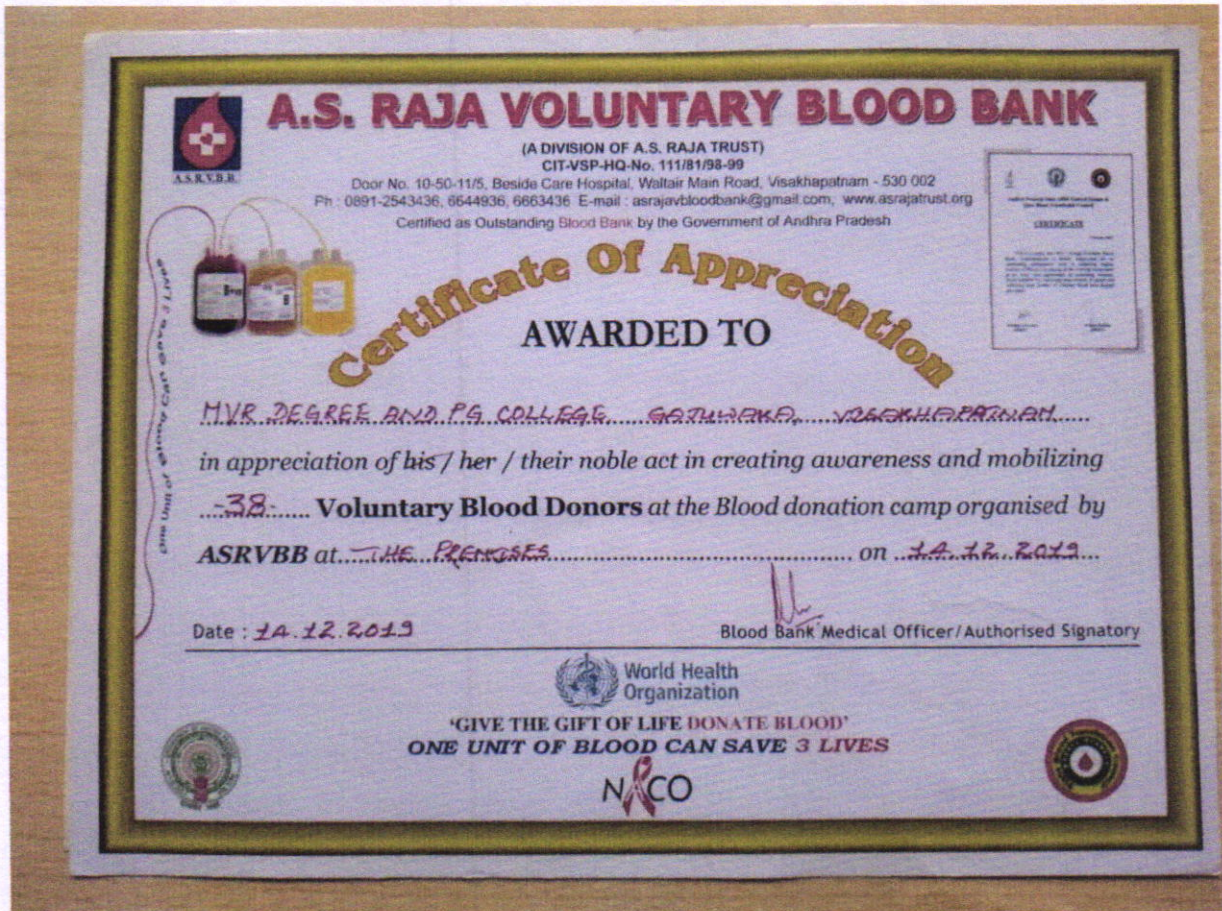 A.S. RAJA VOLUNTARY BLOOD BANK
(A DIVISION OF A.S. RAJA TRUST)
CIT-VSP-HQ-No. 111/81/98-99
A.S.R.V.B.B.
Door No. 10-50-11/5, Beside Care Hospital, Waltair Main Road, Visakhapatnam - 530 002
Ph : 0891-2543436, 6644936, 6663436 E-mail : asrajavbloodbank@gmail.com, www.asrajatrust.org
Certified as Outstanding Blood Bank by the Government of Andhra Pradesh
CERTIFICATE
Certificate Of Appreciation
AWARDED TO
One Unit of Blood Can Save 3 Lives
MVR DEGREE AND PG COLLEGE, GAJUWAKA, VISAKHAPATNAM
in appreciation of his / her / their noble act in creating awareness and mobilizing
-38- Voluntary Blood Donors at the Blood donation camp organised by
ASRVBB at THE PREMISES on 14.12.2019
Date : 14.12.2019
Blood Bank Medical Officer/Authorised Signatory
World Health
Organization
'GIVE THE GIFT OF LIFE DONATE BLOOD'
ONE UNIT OF BLOOD CAN SAVE 3 LIVES
NACO